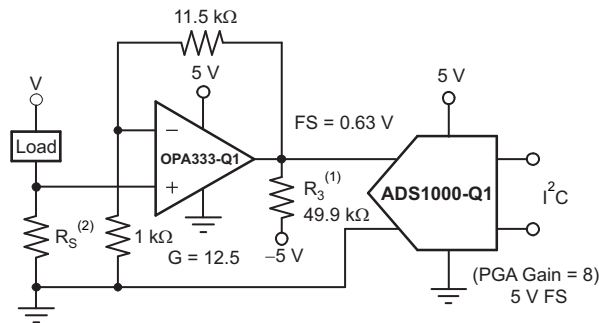 11.5 kΩ
V
5 V
5 V
FS = 0.63 V
Load
−
OPA333-Q1
+
R3(1)
49.9 kΩ
−5 V
ADS1000-Q1
I2C
RS(2)
1 kΩ
G = 12.5
(PGA Gain = 8)
5 V FS